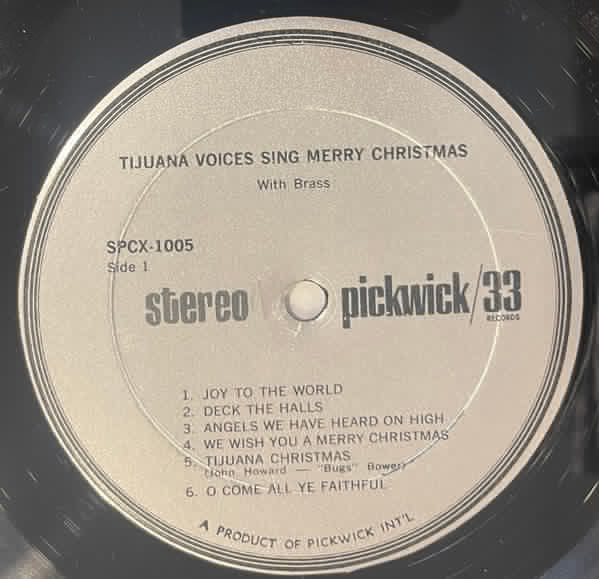 TIJUANA VOICES SING MERRY CHRISTMAS
With Brass
SPCX-1005
Side 1
stereo pickwick/33
RECORDS
1. JOY TO THE WORLD
2. DECK THE HALLS
3. ANGELS WE HAVE HEARD ON HIGH
4. WE WISH YOU A MERRY CHRISTMAS
5. TIJUANA CHRISTMAS
(John Howard — "Bugs" Bower)
6. O COME ALL YE FAITHFUL
A PRODUCT OF PICKWICK INT'L